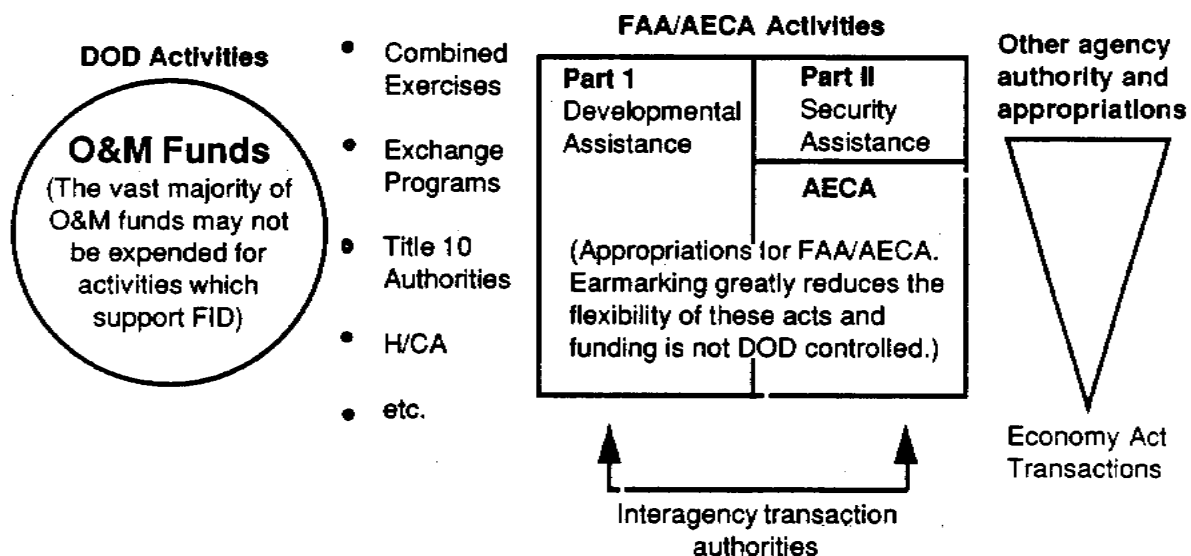 DOD Activities
O&M Funds
(The vast majority of
O&M funds may not
be expended for
activities which
support FID)
• Combined
Exercises
• Exchange
Programs
• Title 10
Authorities
• H/CA
• etc.
FAA/AECA Activities
Part 1
Developmental
Assistance
Part II
Security
Assistance
AECA
(Appropriations for FAA/AECA.
Earmarking greatly reduces the
flexibility of these acts and
funding is not DOD controlled.)
Interagency transaction
authorities
Other agency
authority and
appropriations
Economy Act
Transactions